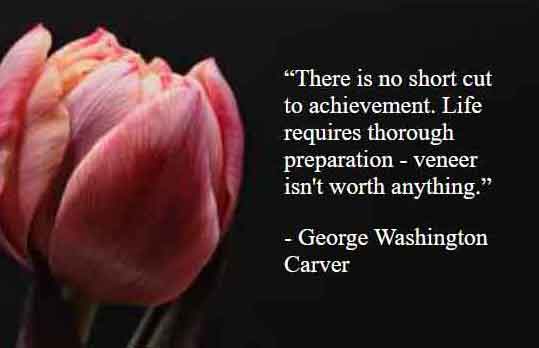 “There is no short cut
to achievement. Life
requires thorough
preparation - veneer
isn't worth anything.”
- George Washington
Carver